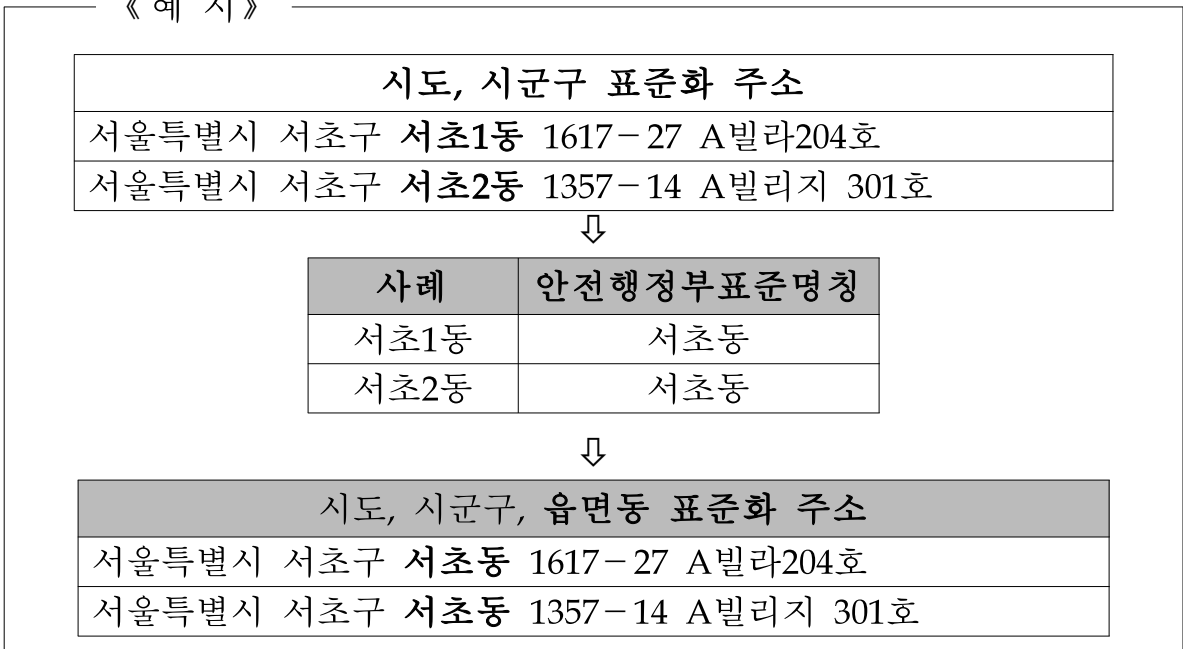 《예 시》
시도, 시군구 표준화 주소
서울특별시 서초구 서초1동 1617-27 A빌라204호
서울특별시 서초구 서초2동 1357-14 A빌리지 301호
⇩
사례 안전행정부표준명칭
서초1동 서초동
서초2동 서초동
⇩
시도, 시군구, 읍면동 표준화 주소
서울특별시 서초구 서초동 1617-27 A빌라204호
서울특별시 서초구 서초동 1357-14 A빌리지 301호